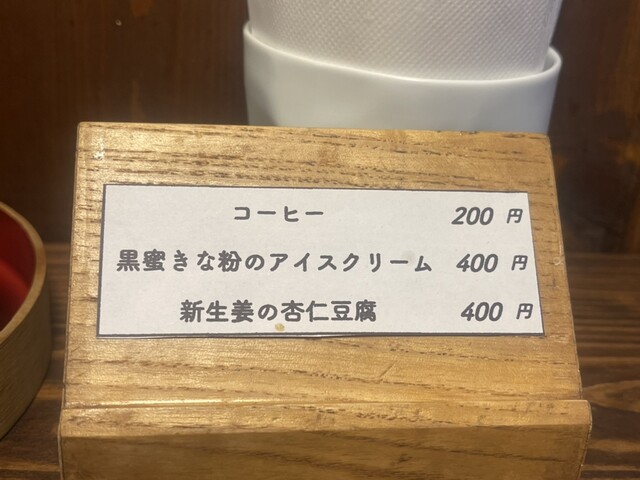 コーヒー 200 円
黒蜜きな粉のアイスクリーム 400 円
新生姜の杏仁豆腐 400 円